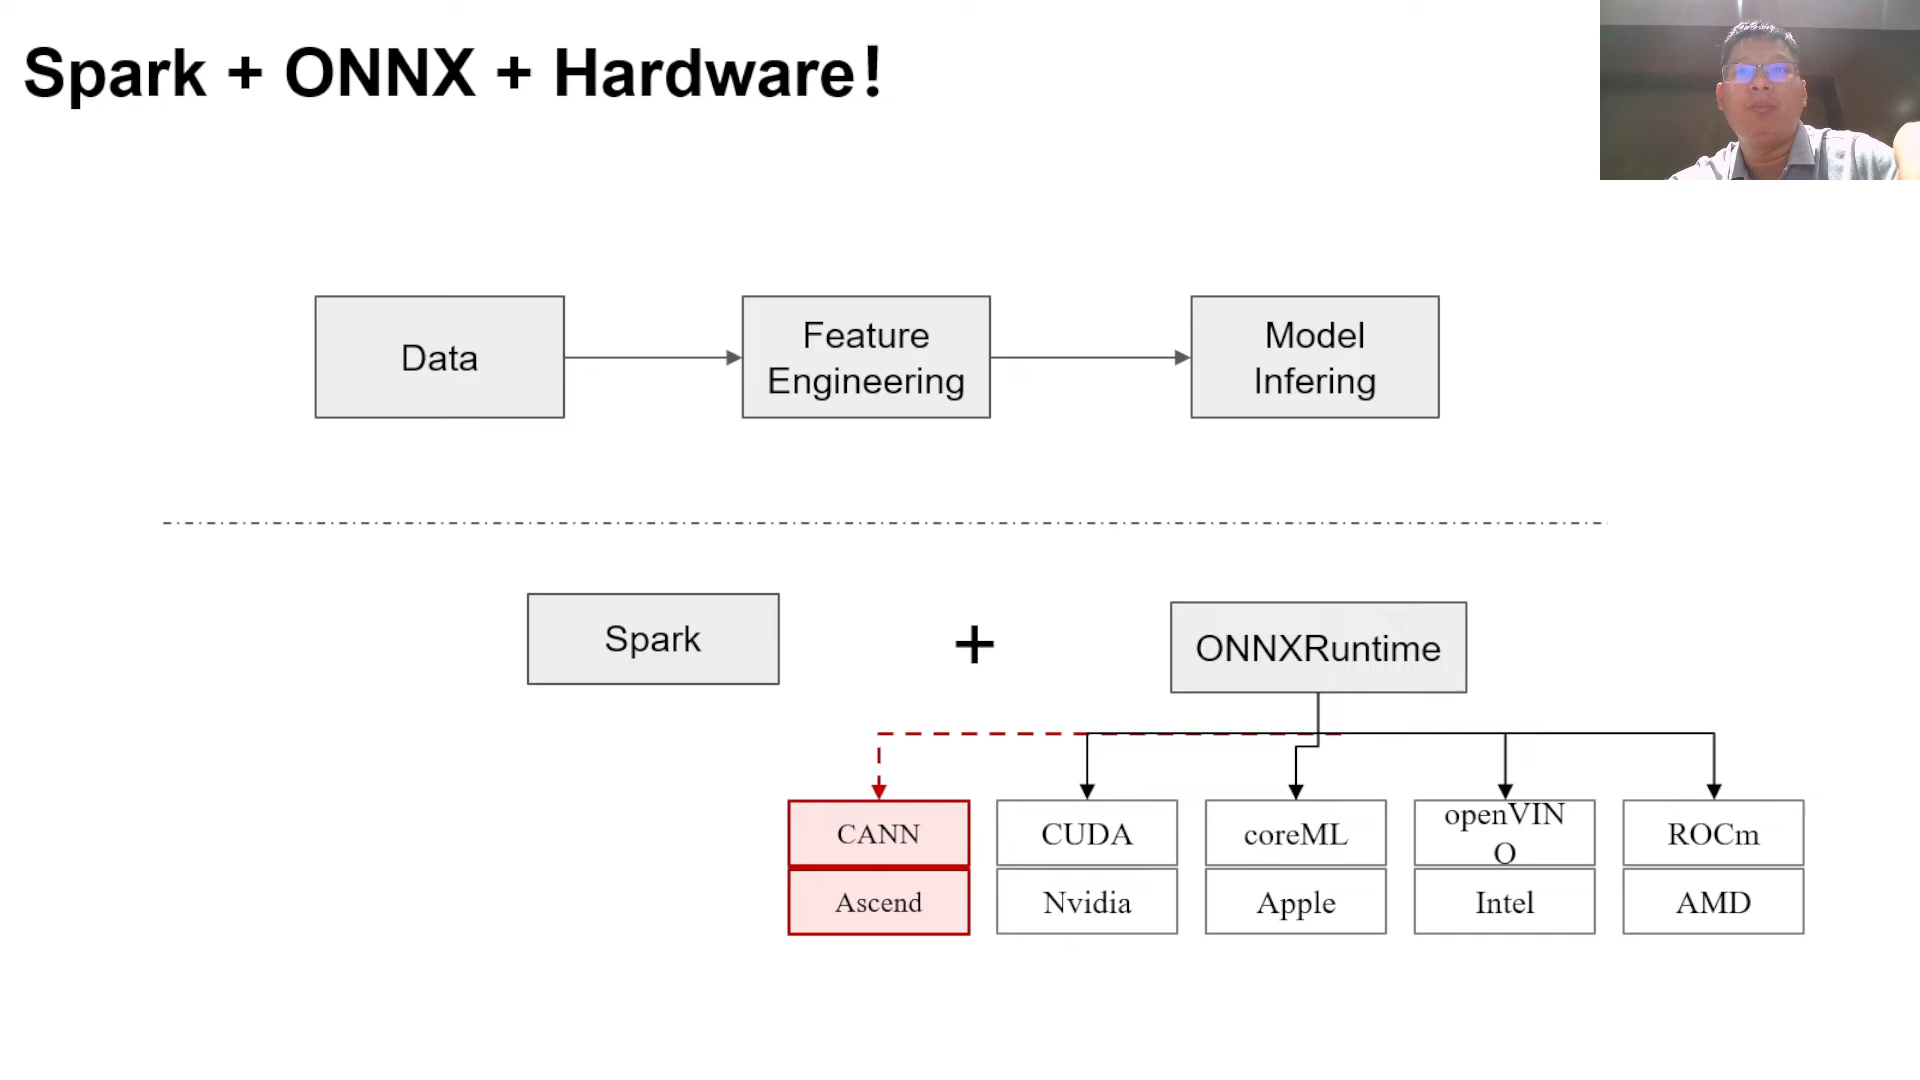 Spark + ONNX + Hardware!
Data
Feature
Engineering
Model
Infering
Spark
+
ONNXRuntime
CANN
CUDA
coreML
openVIN
O
ROCm
Ascend
Nvidia
Apple
Intel
AMD